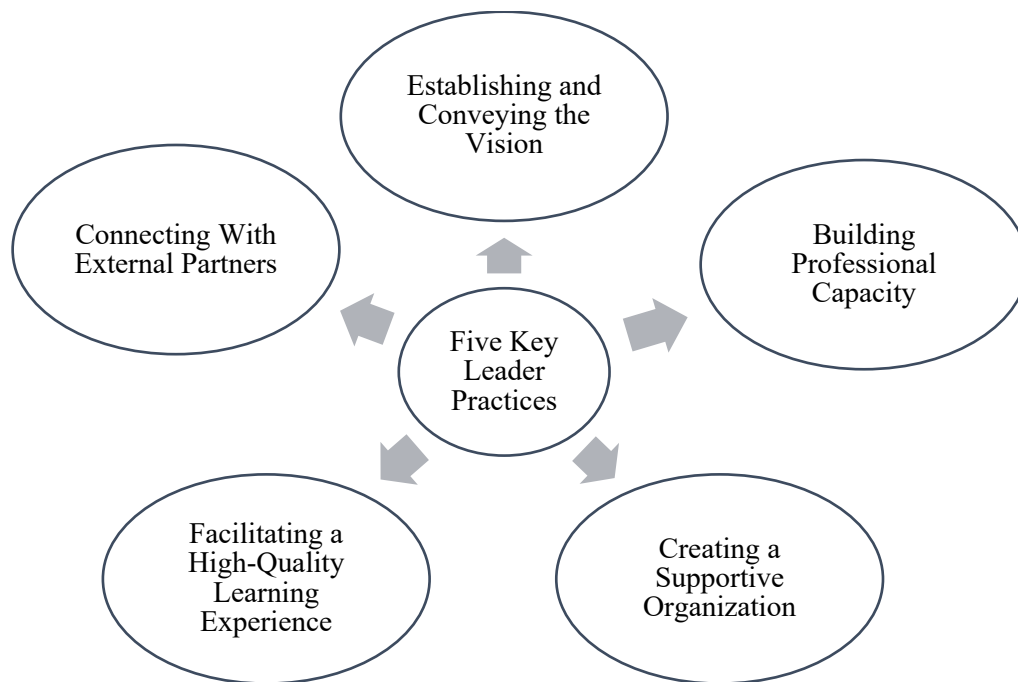 Establishing and
Conveying the
Vision
Connecting With
External Partners
Building
Professional
Capacity
Five Key
Leader
Practices
Facilitating a
High-Quality
Learning
Experience
Creating a
Supportive
Organization